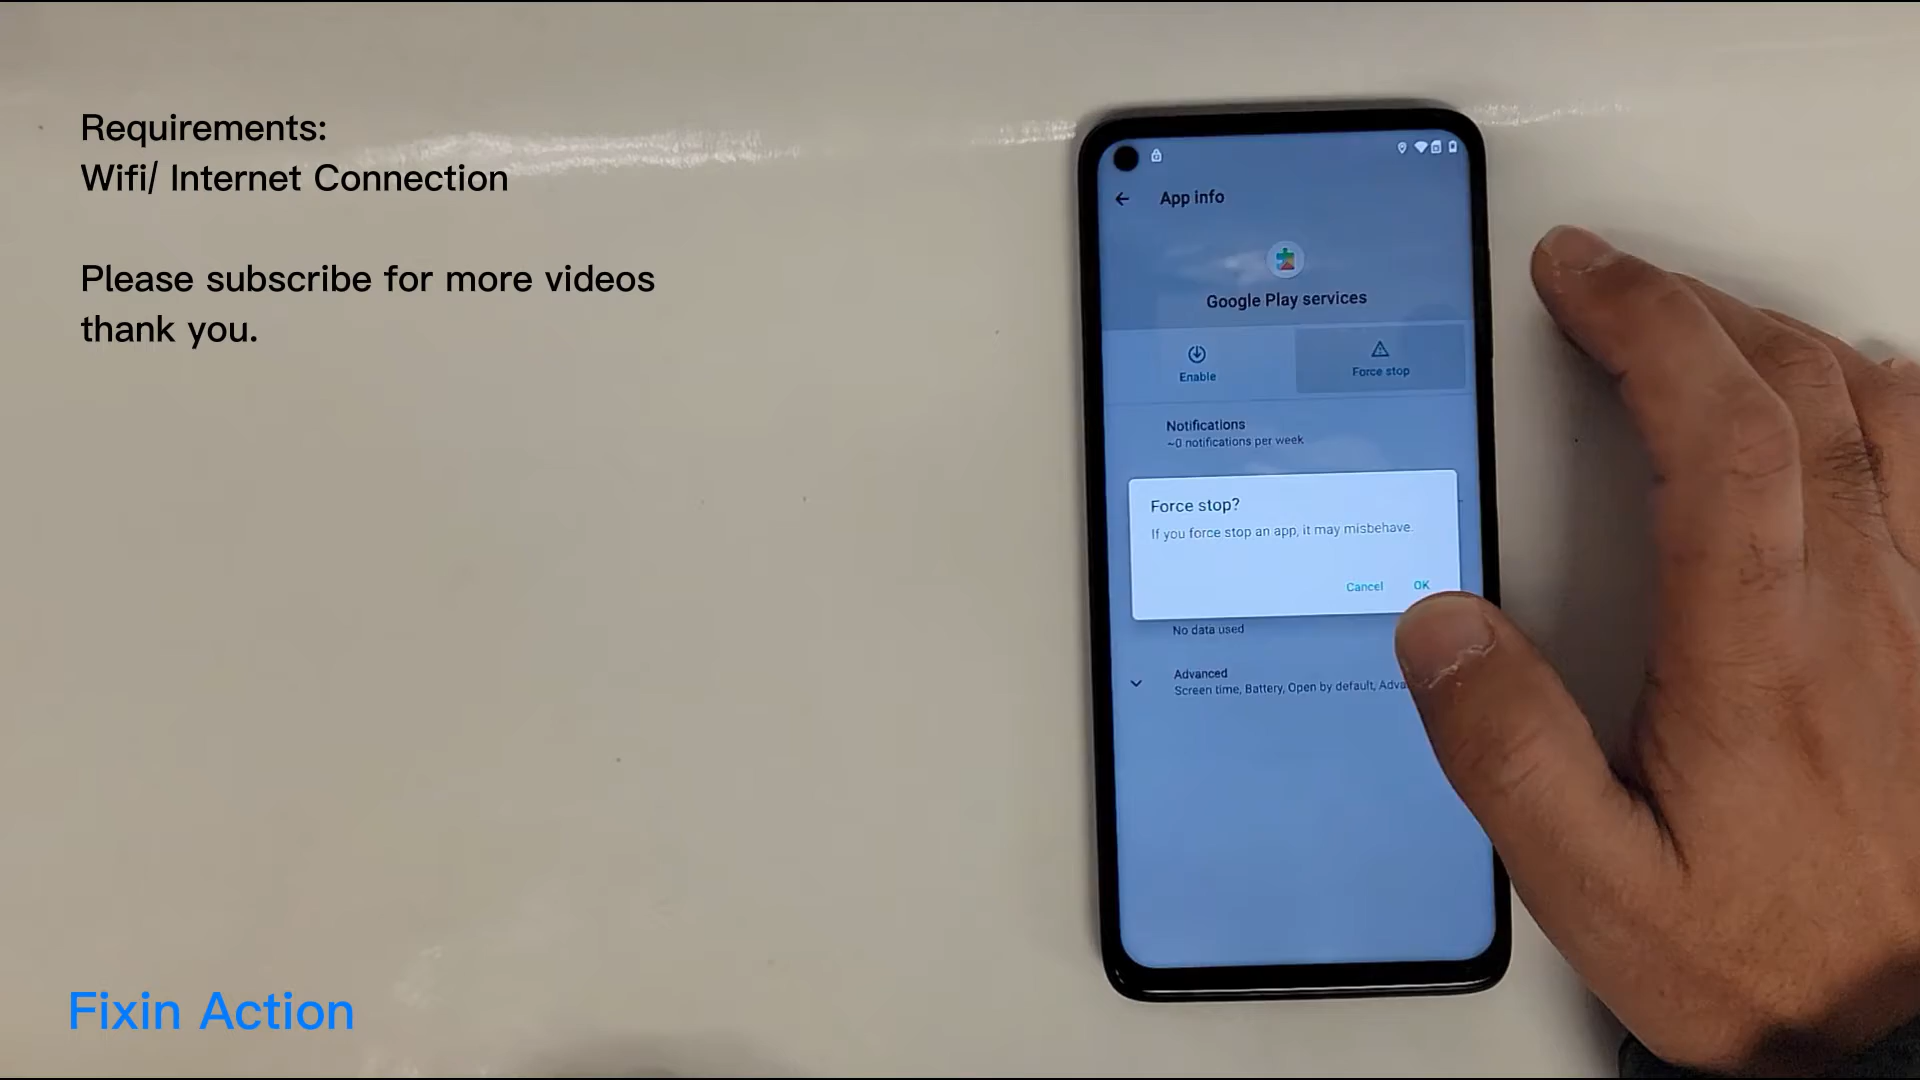 Requirements:
Wifi/ Internet Connection
Please subscribe for more videos
thank you.
App info
Google Play services
Enable
Force stop
Notifications
~0 notifications per week
Force stop?
If you force stop an app, it may misbehave.
Cancel
OK
No data used
Advanced
Screen time, Battery, Open by default,
Fixin Action